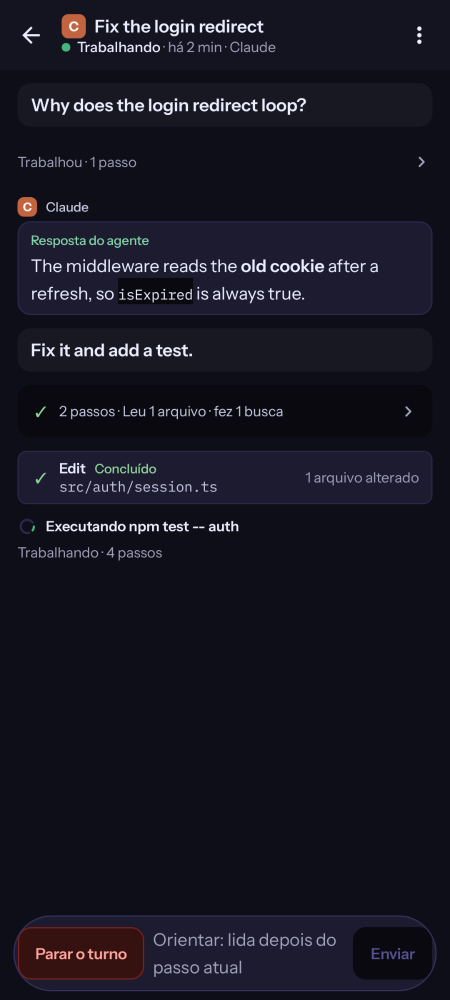 C Fix the login redirect
Trabalhando · há 2 min · Claude
Why does the login redirect loop?
Trabalhou · 1 passo
C Claude
Resposta do agente
The middleware reads the old cookie after a
refresh, so isExpired is always true.
Fix it and add a test.
✓ 2 passos · Leu 1 arquivo · fez 1 busca
✓ Edit Concluído
src/auth/session.ts
1 arquivo alterado
Executando npm test -- auth
Trabalhando · 4 passos
Parar o turno
Orientar: lida depois do
passo atual
Enviar